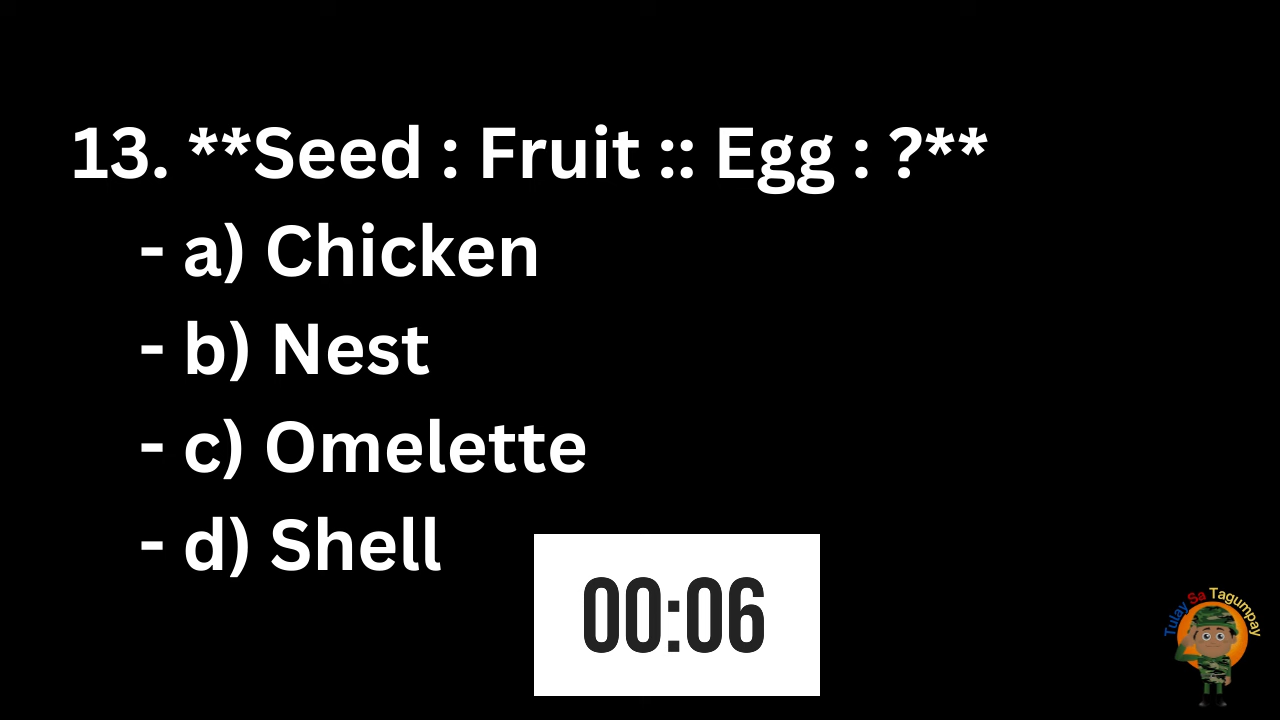 13. **Seed : Fruit :: Egg : ?**
- a) Chicken
- b) Nest
- c) Omelette
- d) Shell
00:06
Tulay Sa Tagumpay